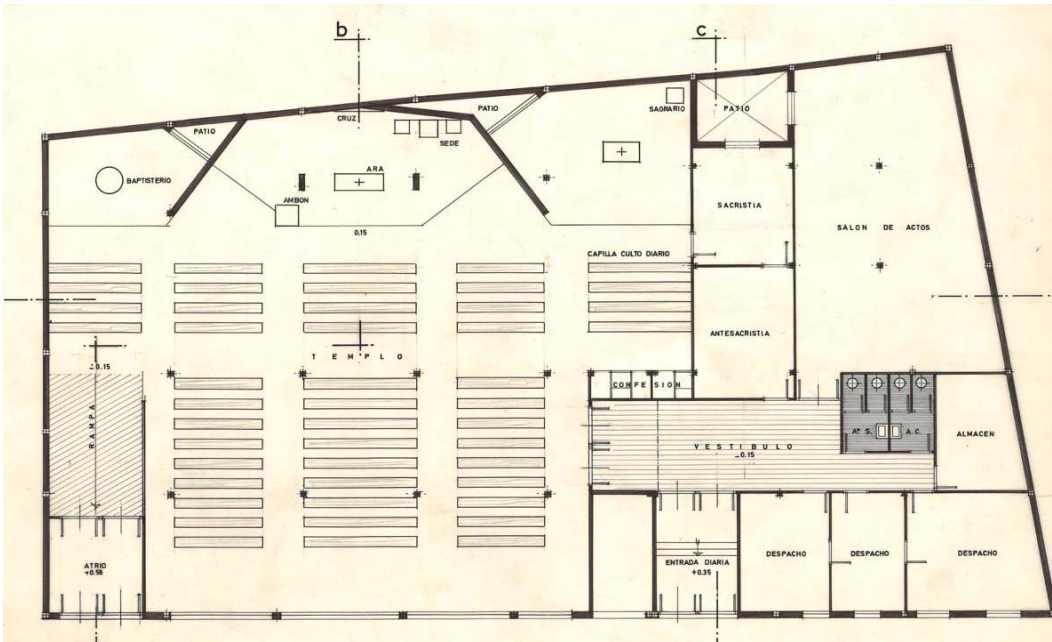 b
c
PATIO
CRUZ
PATIO
SAGRARIO
PATIO
SEDE
BAPTISTERIO
ARA
AMBON
SACRISTIA
SALON DE ACTOS
0,15
CAPILLA CULTO DIARIO
ANTESACRISTIA
TEMPLO
-0.15
CONFESION
RAMPA
Aº S.
A.C.
ALMACEN
VESTIBULO
-0.15
ATRIO
+0.58
ENTRADA DIARIA
+0.35
DESPACHO
DESPACHO
DESPACHO